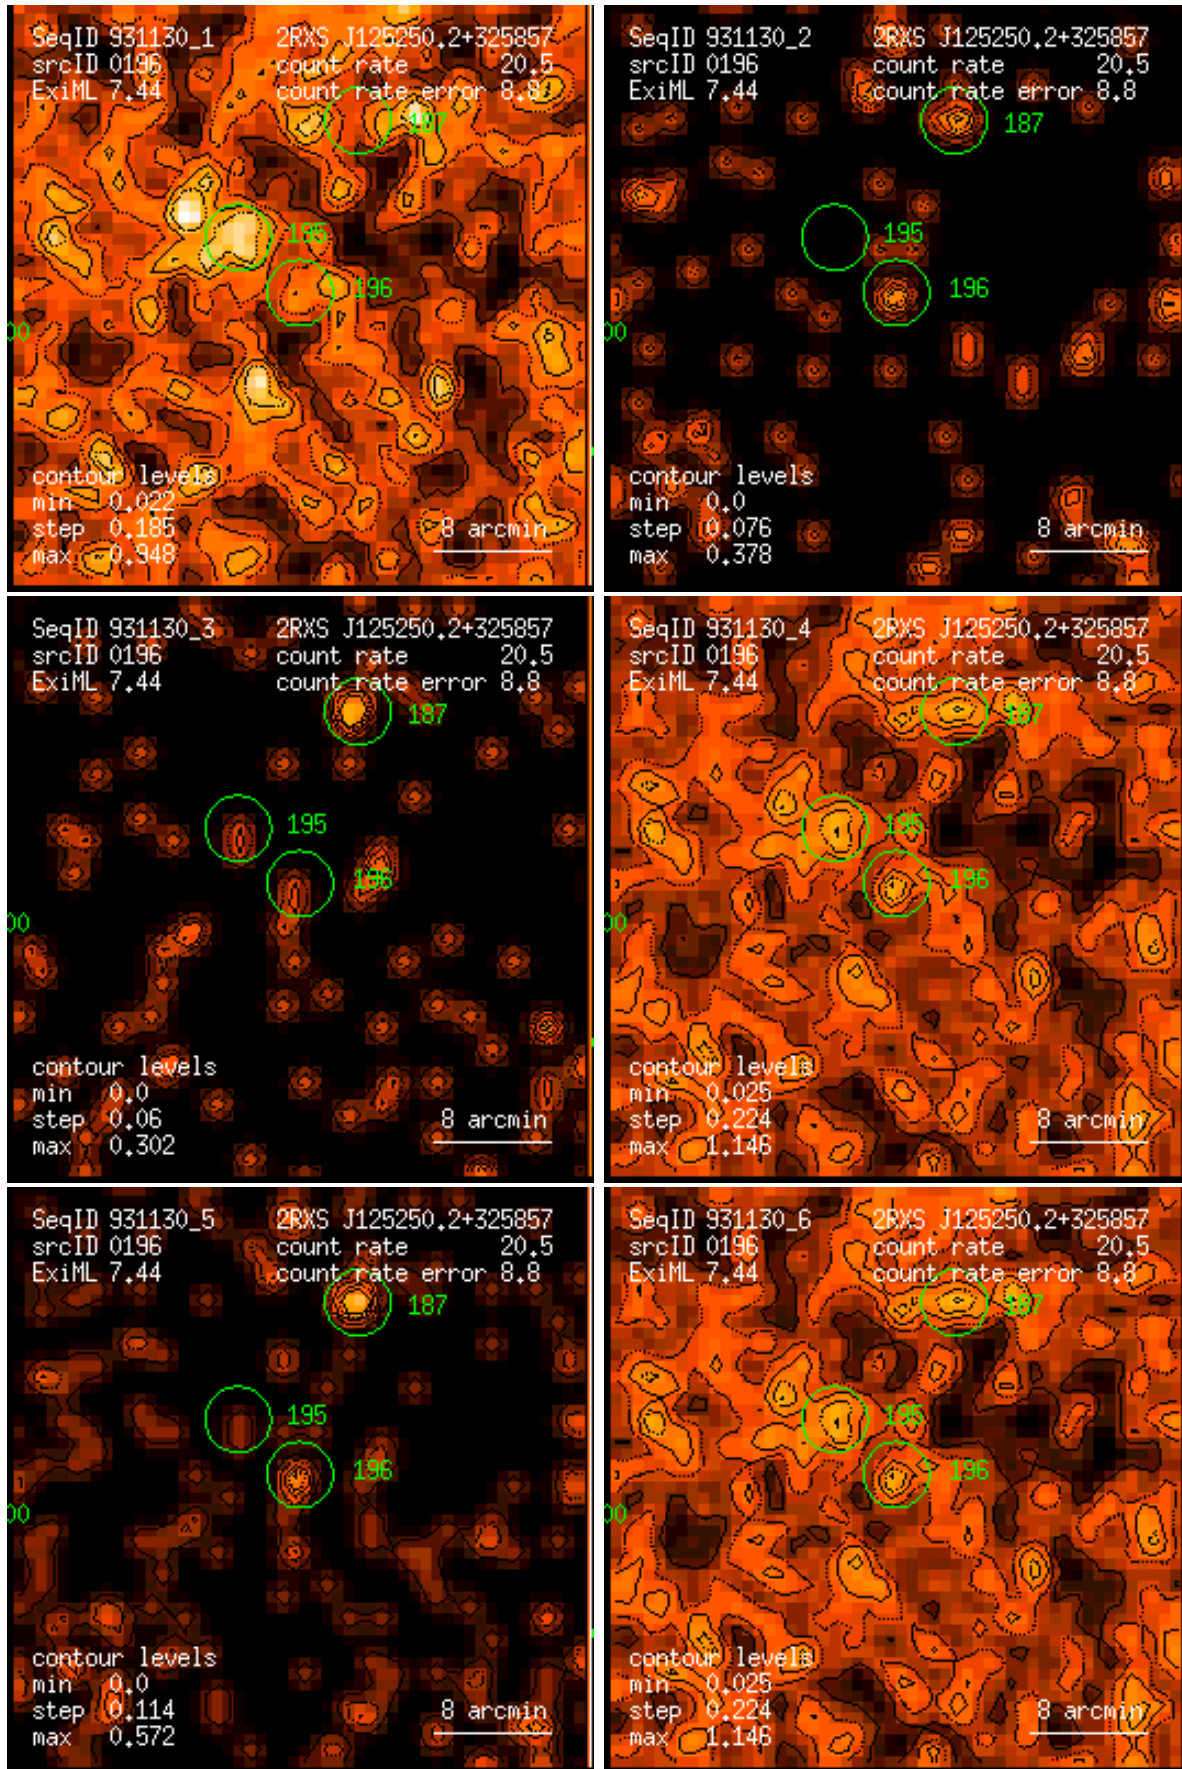 SeqID 931130_1 2RXS J125250.2+325857
srcID 0196 count rate 20.5
ExiML 7.44 count rate error 8.8
187
195
196
00
contour levels
min 0.022
step 0.185 8 arcmin
max 0.948
SeqID 931130_2 2RXS J125250.2+325857
srcID 0196 count rate 20.5
ExiML 7.44 count rate error 8.8
187
195
196
00
contour levels
min 0.0
step 0.076 8 arcmin
max 0.378
SeqID 931130_3 2RXS J125250.2+325857
srcID 0196 count rate 20.5
ExiML 7.44 count rate error 8.8
187
195
196
00
contour levels
min 0.0
step 0.06 8 arcmin
max 0.302
SeqID 931130_4 2RXS J125250.2+325857
srcID 0196 count rate 20.5
ExiML 7.44 count rate error 8.8
187
195
196
00
contour levels
min 0.025
step 0.224 8 arcmin
max 1.146
SeqID 931130_5 2RXS J125250.2+325857
srcID 0196 count rate 20.5
ExiML 7.44 count rate error 8.8
187
195
196
00
contour levels
min 0.0
step 0.114 8 arcmin
max 0.572
SeqID 931130_6 2RXS J125250.2+325857
srcID 0196 count rate 20.5
ExiML 7.44 count rate error 8.8
187
195
196
00
contour levels
min 0.025
step 0.224 8 arcmin
max 1.146